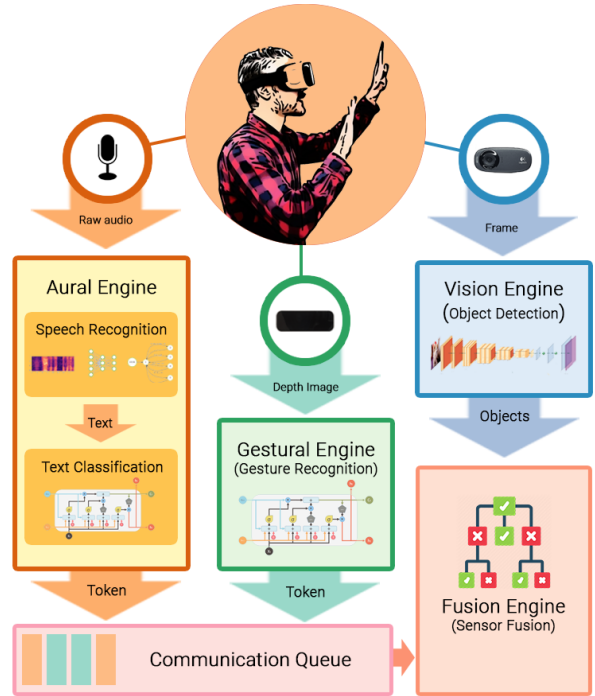 Raw audio
Frame
Aural Engine
Speech Recognition
Text
Text Classification
Token
Depth Image
Gestural Engine
(Gesture Recognition)
Token
Vision Engine
(Object Detection)
Objects
Fusion Engine
(Sensor Fusion)
Communication Queue